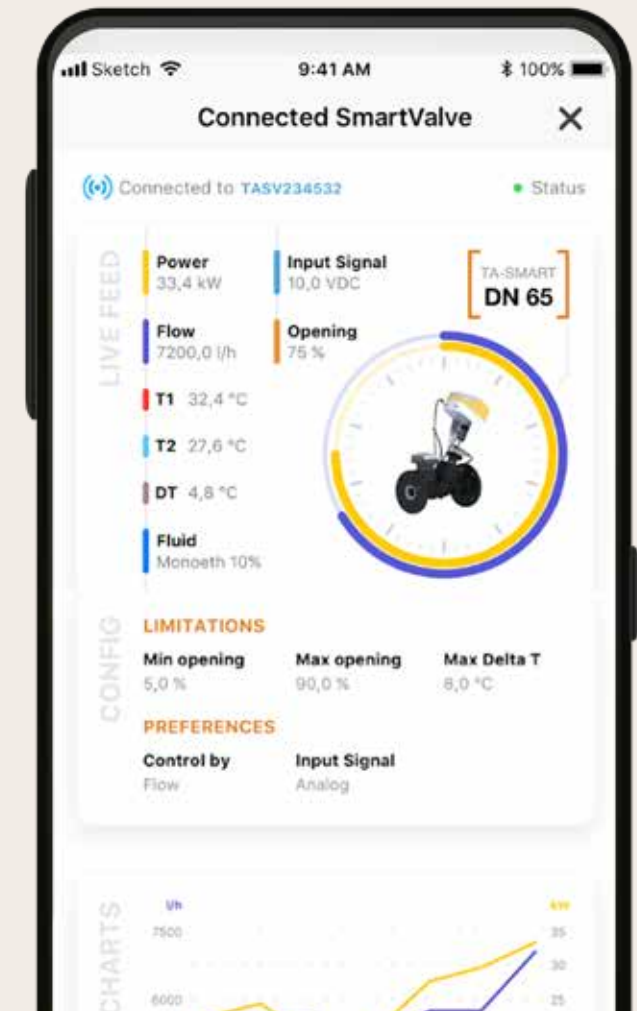 Sketch 9:41 AM 100%
Connected SmartValve
Connected to TASV234532 Status
LIVE FEED
Power
33,4 kW
Input Signal
10,0 VDC
TA-SMART
DN 65
Flow
7200,0 l/h
Opening
75 %
T1 32,4 °C
T2 27,6 °C
DT 4,8 °C
Fluid
Monoeth 10%
CONFIG
LIMITATIONS
Min opening Max opening Max Delta T
5,0 % 90,0 % 8,0 °C
PREFERENCES
Control by Input Signal
Flow Analog
CHARTS
l/h kW
7500 35
30
6000 25